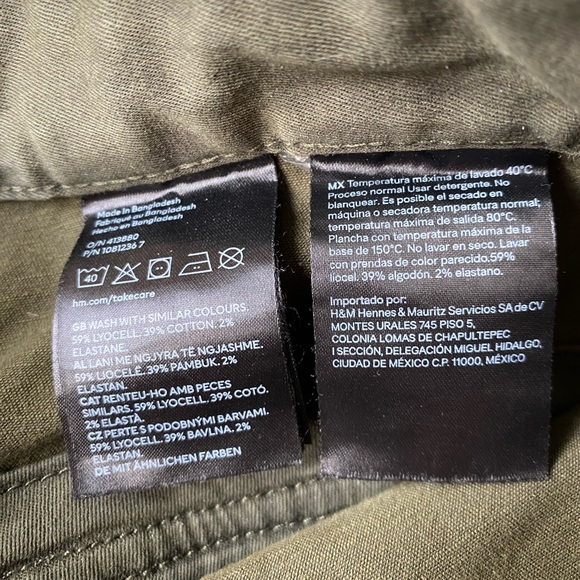 Made in Bangladesh
Fabriqué au Bangladesh
Hecho en Bangladesh
O/N 413880
P/N 1081236 7
40
hm.com/takecare
GB WASH WITH SIMILAR COLOURS.
59% LYOCELL. 39% COTTON. 2%
ELASTANE.
AL LANI ME NGJYRA TË NGJASHME.
59% LIOCELË. 39% PAMBUK. 2%
ELASTAN.
CAT RENTEU-HO AMB PECES
SIMILARS. 59% LYOCELL. 39% COTÓ.
2% ELASTÀ.
CZ PERTE S PODOBNÝMI BARVAMI.
59% LYOCELL. 39% BAVLNA. 2%
ELASTAN.
DE MIT ÄHNLICHEN FARBEN
MX Temperatura máxima de lavado 40°C
Proceso normal Usar detergente. No
blanquear. Es posible el secado en
máquina o secadora temperatura normal;
temperatura máxima de salida 80°C.
Plancha con temperatura máxima de la
base de 150°C. No lavar en seco. Lavar
con prendas de color parecido.59%
liocel. 39% algodón. 2% elastano.
Importado por:
H&M Hennes & Mauritz Servicios SA de CV
MONTES URALES 745 PISO 5,
COLONIA LOMAS DE CHAPULTEPEC
I SECCIÓN, DELEGACIÓN MIGUEL HIDALGO,
CIUDAD DE MÉXICO C.P. 11000, MÉXICO